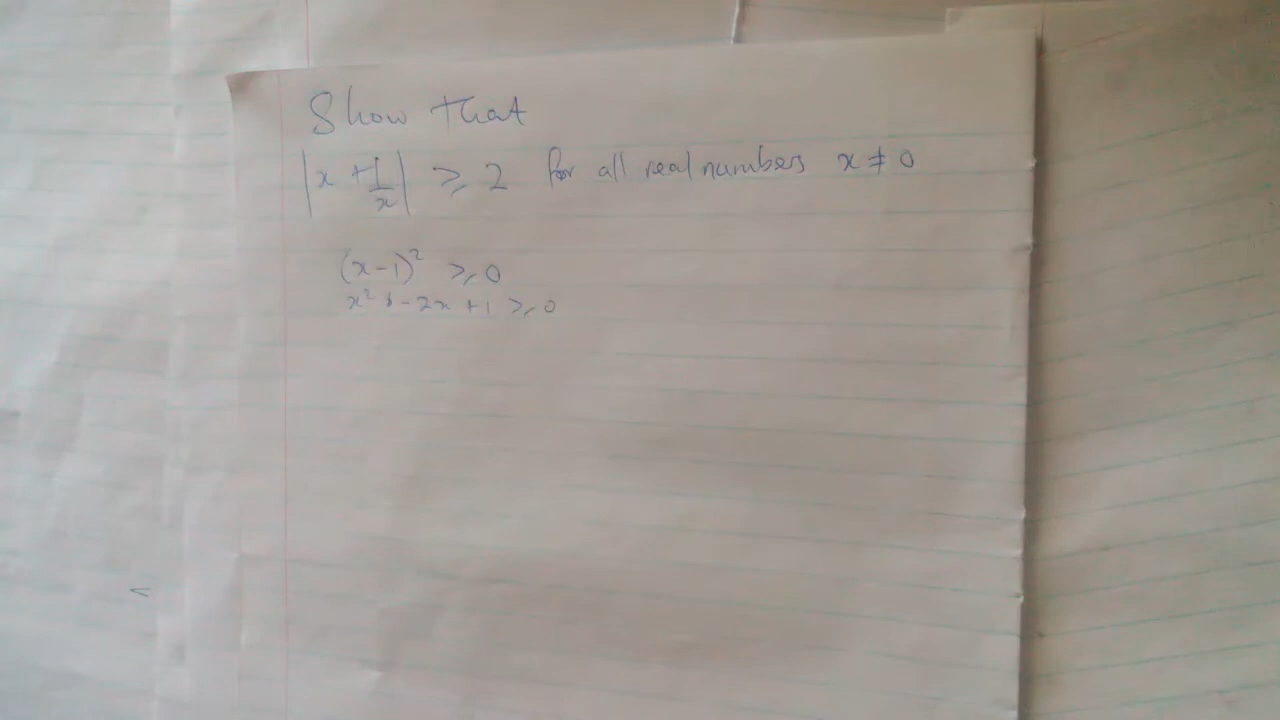 Show that
|x + 1/x| ⩾ 2 for all real numbers x ≠ 0
(x-1)² ⩾ 0
x² - 2x + 1 ⩾ 0